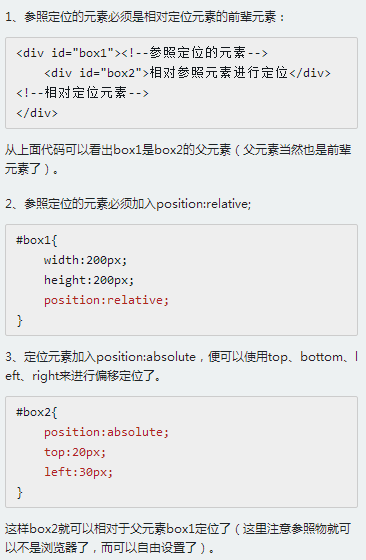 1、参照定位的元素必须是相对定位元素的前辈元素：
<div id="box1"><!--参照定位的元素-->
    <div id="box2">相对参照元素进行定位</div>
<!--相对定位元素-->
</div>
从上面代码可以看出box1是box2的父元素（父元素当然也是前辈
元素了）。
2、参照定位的元素必须加入position:relative;
#box1{
    width:200px;
    height:200px;
    position:relative;
}
3、定位元素加入position:absolute，便可以使用top、bottom、l
eft、right来进行偏移定位了。
#box2{
    position:absolute;
    top:20px;
    left:30px;
}
这样box2就可以相对于父元素box1定位了（这里注意参照物就可
以不是浏览器了，而可以自由设置了）。